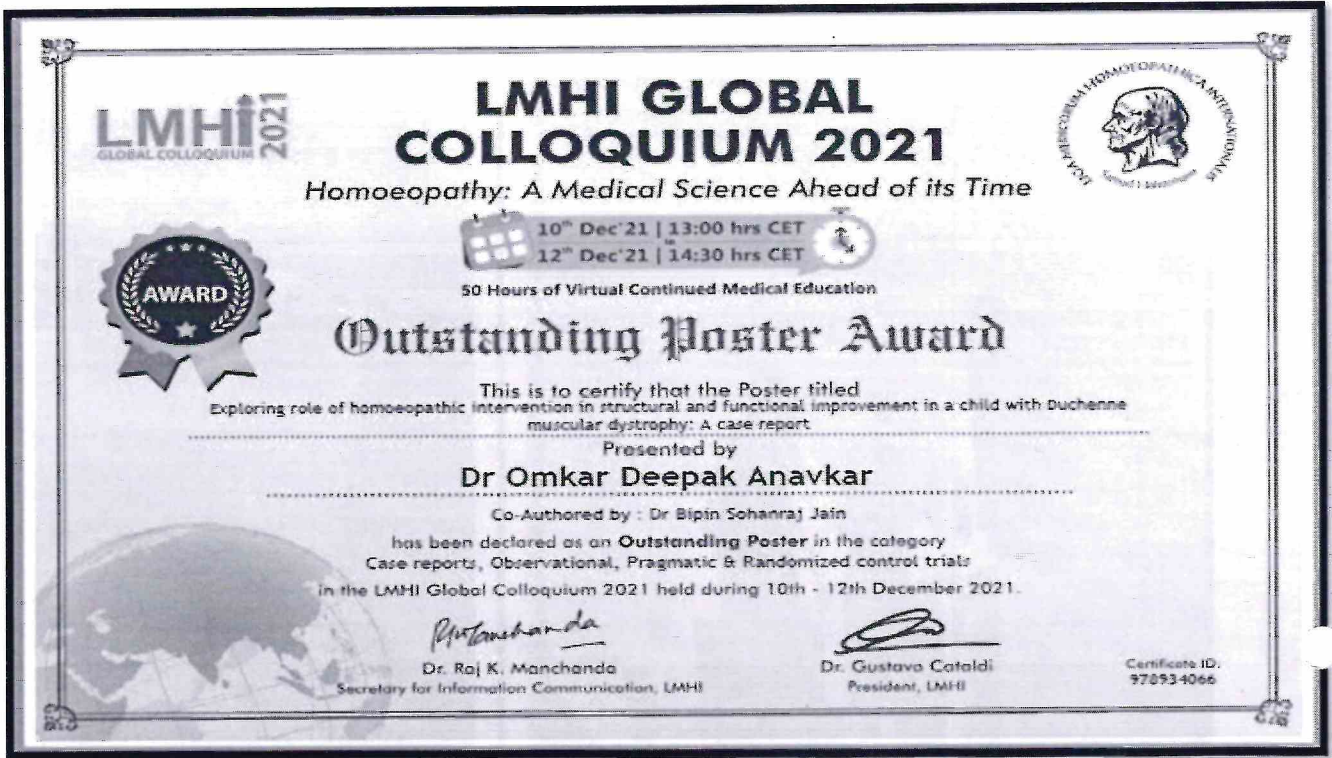 LMHI 2021
GLOBAL COLLOQUIUM
LMHI GLOBAL
COLLOQUIUM 2021
LIGA MEDICORUM HOMOEOPATHICA INTERNATIONALIS
Homoeopathy: A Medical Science Ahead of its Time
10th Dec'21 | 13:00 hrs CET
to
12th Dec'21 | 14:30 hrs CET
50 Hours of Virtual Continued Medical Education
AWARD
Outstanding Poster Award
This is to certify that the Poster titled
Exploring role of homoeopathic intervention in structural and functional improvement in a child with Duchenne
muscular dystrophy: A case report
Presented by
Dr Omkar Deepak Anavkar
Co-Authored by : Dr Bipin Sohanraj Jain
has been declared as an Outstanding Poster in the category
Case reports, Observational, Pragmatic & Randomized control trials
in the LMHI Global Colloquium 2021 held during 10th - 12th December 2021.
Dr. Raj K. Manchanda
Secretary for Information Communication, LMHI
Dr. Gustavo Cataldi
President, LMHI
Certificate ID.
978934066